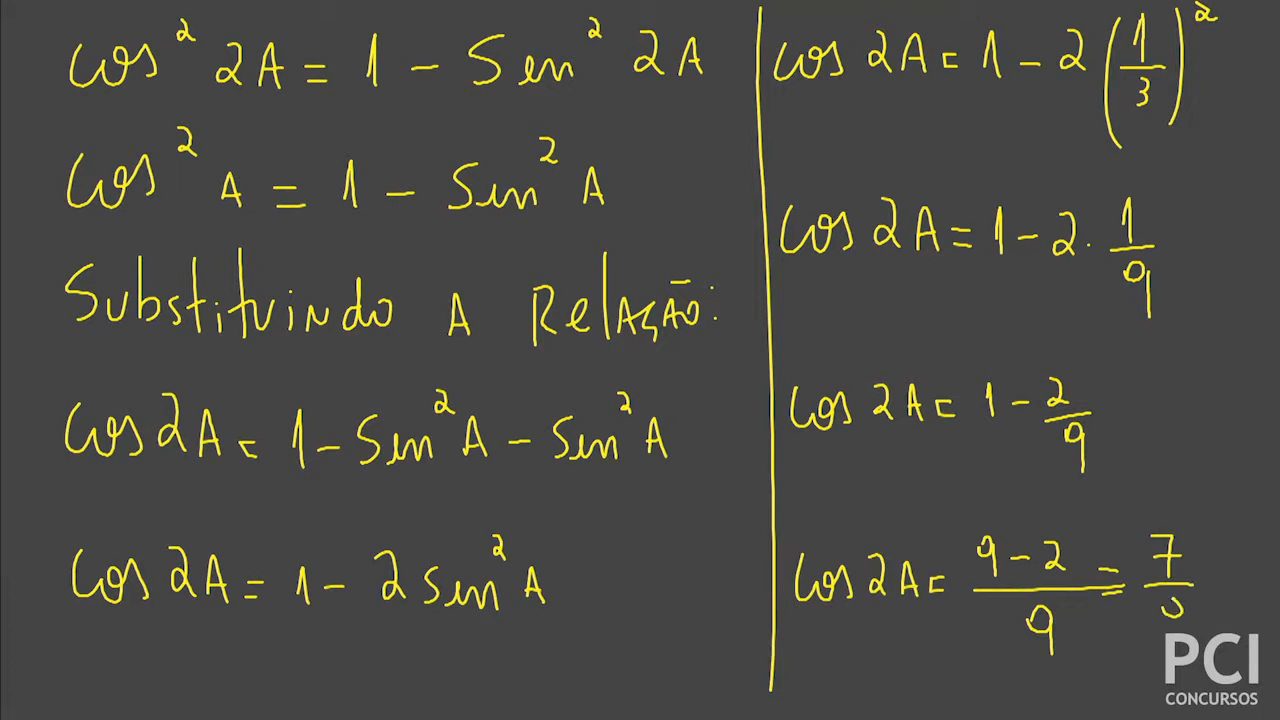 cos² 2A = 1 - Sen² 2A
cos² A = 1 - Sen² A
Substituindo A Relação:
cos 2A = 1 - Sen² A - Sen² A
cos 2A = 1 - 2 sen² A
cos 2A = 1 - 2 (1/3)²
cos 2A = 1 - 2 · 1/9
cos 2A = 1 - 2/9
cos 2A = (9 - 2)/9 = 7/
PCI
CONCURSOS